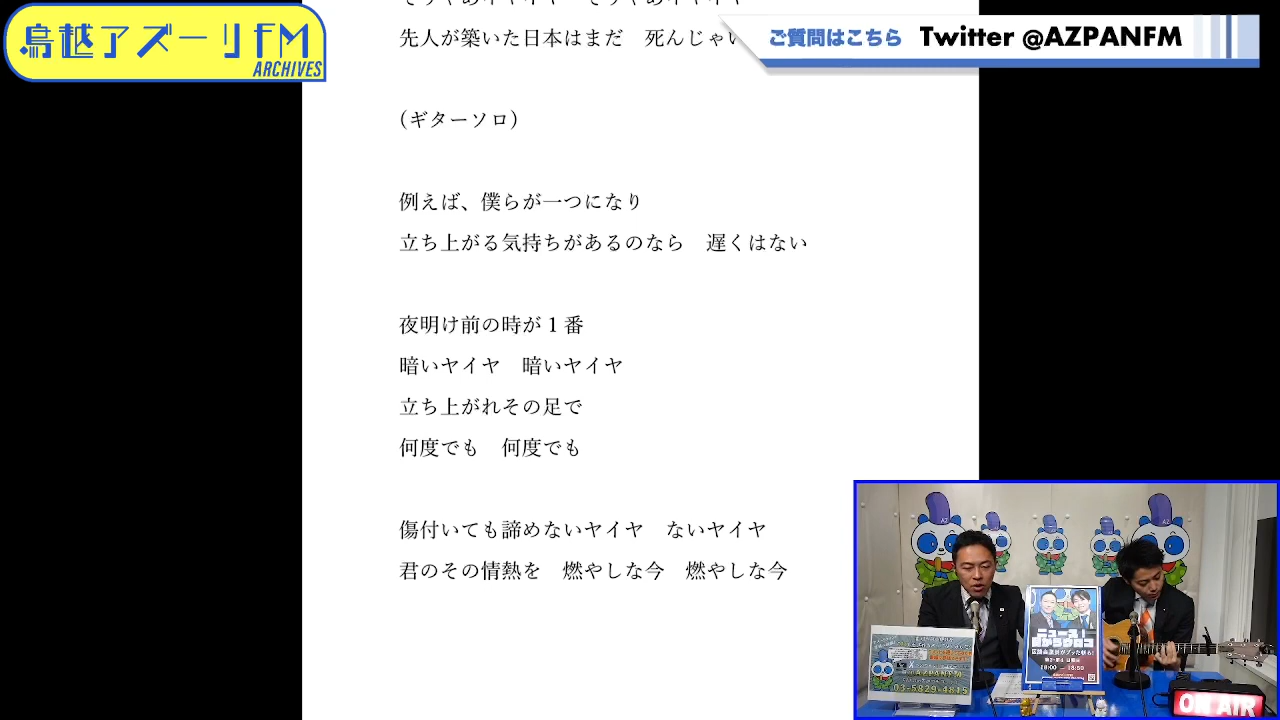 鳥越アズーリFM
ARCHIVES
ご質問はこちら Twitter @AZPANFM
先人が築いた日本はまだ 死んじゃい
(ギターソロ)
例えば、僕らが一つになり
立ち上がる気持ちがあるのなら 遅くはない
夜明け前の時が1番
暗いヤイヤ 暗いヤイヤ
立ち上がれその足で
何度でも 何度でも
傷付いても諦めないヤイヤ ないヤイヤ
君のその情熱を 燃やしな今 燃やしな今
AZPANFM
03-5829-4815
18:00
ON AIR